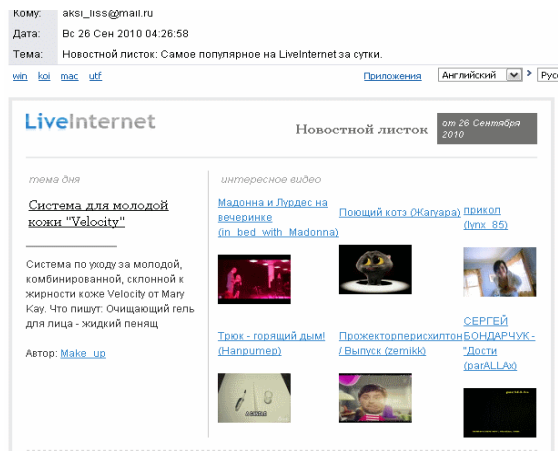 Кому: aksi_liss@mail.ru
Дата: Вс 26 Сен 2010 04:26:58
Тема: Новостной листок: Самое популярное на LiveInternet за сутки.
win koi mac utf Приложения Английский > Рус
LiveInternet
Новостной листок
от 26 Сентября
2010
тема дня
Система для молодой
кожи "Velocity"
Система по уходу за молодой,
комбинированной, склонной к
жирности коже Velocity от Mary
Kay. Что пишут: Очищающий гель
для лица - жидкий пенящ
Автор: Make_up
интересное видео
Мадонна и Лурдес на
вечеринке
(in_bed_with_Madonna)
Поющий котэ (Жагуара)
прикол
(lynx_85)
Трюк - горящий дым!
(Hanpumep)
Прожекторперисхилтон
/ Выпуск (zemikk)
СЕРГЕЙ
БОНДАРЧУК -
"Дости
(parALLAx)